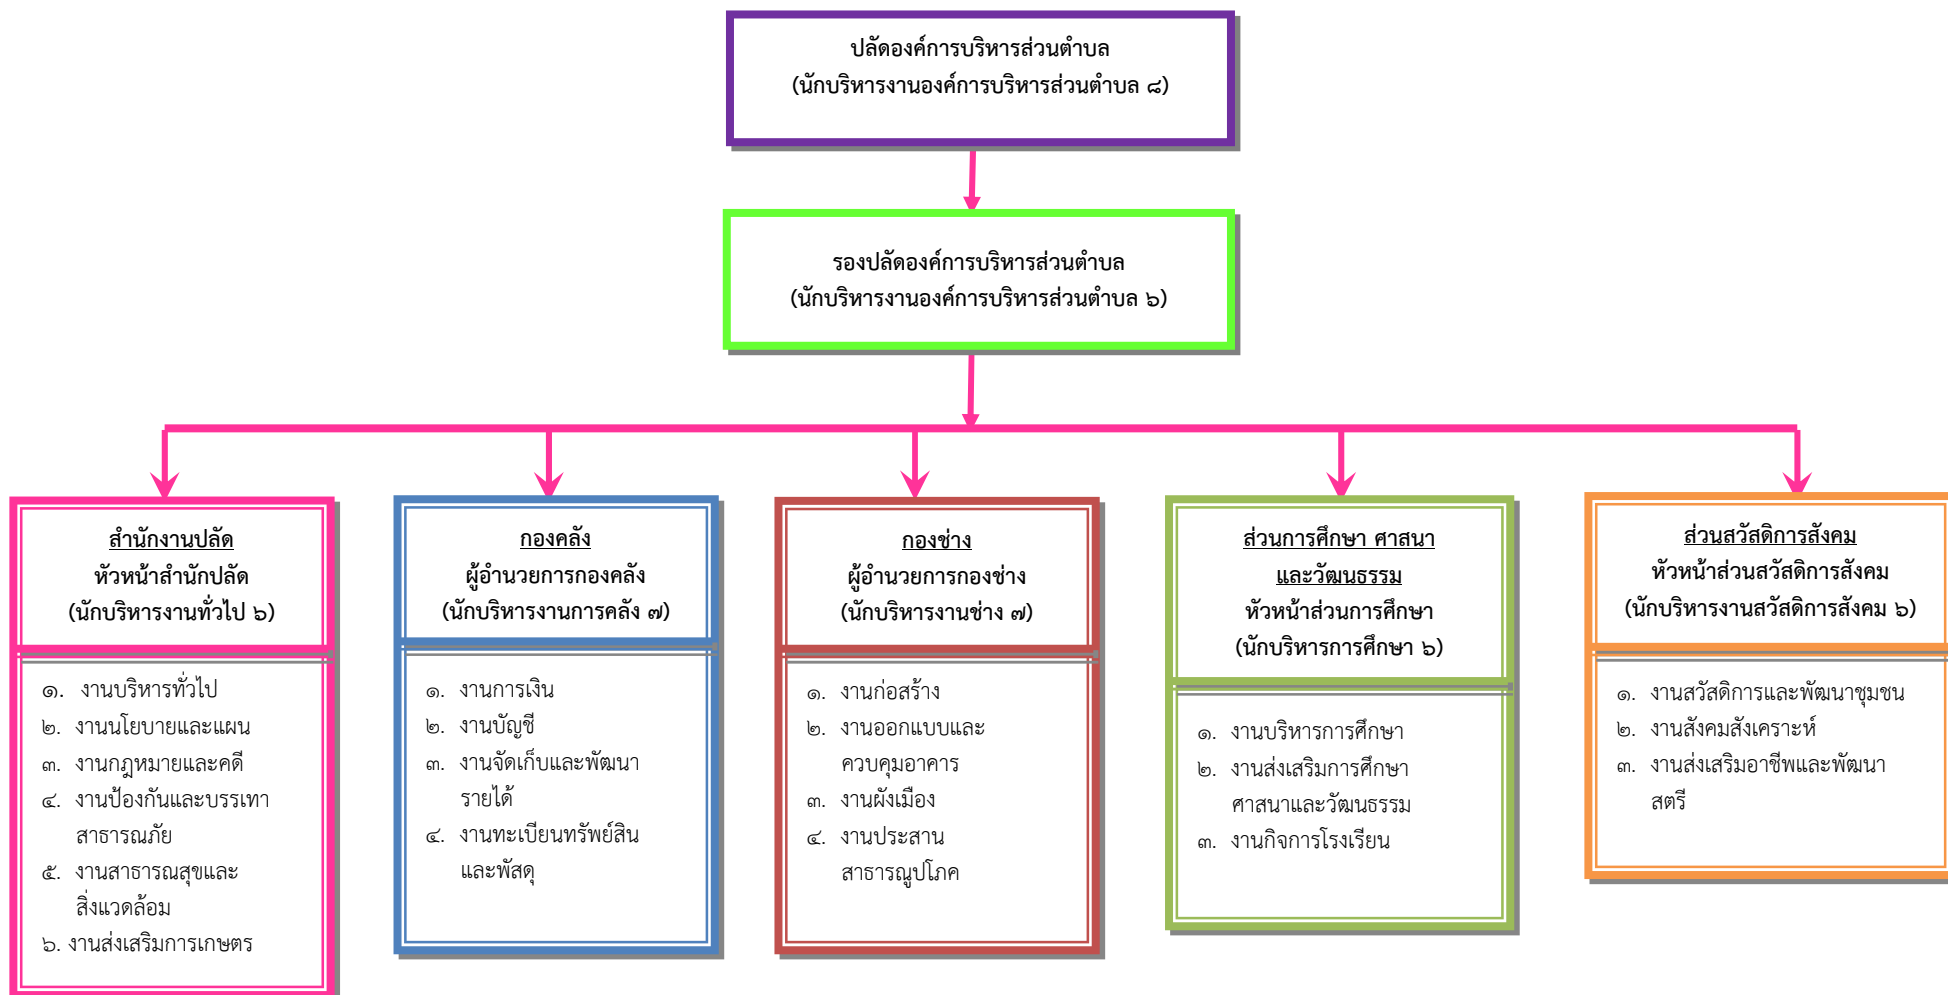 ปลัดองค์การบริหารส่วนตำบล
(นักบริหารงานองค์การบริหารส่วนตำบล ๘)
รองปลัดองค์การบริหารส่วนตำบล
(นักบริหารงานองค์การบริหารส่วนตำบล ๖)
สำนักงานปลัด
หัวหน้าสำนักปลัด
(นักบริหารงานทั่วไป ๖)
๑. งานบริหารทั่วไป
๒. งานนโยบายและแผน
๓. งานกฎหมายและคดี
๔. งานป้องกันและบรรเทา
สาธารณภัย
๕. งานสาธารณสุขและ
สิ่งแวดล้อม
๖. งานส่งเสริมการเกษตร
กองคลัง
ผู้อำนวยการกองคลัง
(นักบริหารงานการคลัง ๗)
๑. งานการเงิน
๒. งานบัญชี
๓. งานจัดเก็บและพัฒนา
รายได้
๔. งานทะเบียนทรัพย์สิน
และพัสดุ
กองช่าง
ผู้อำนวยการกองช่าง
(นักบริหารงานช่าง ๗)
๑. งานก่อสร้าง
๒. งานออกแบบและ
ควบคุมอาคาร
๓. งานผังเมือง
๔. งานประสาน
สาธารณูปโภค
ส่วนการศึกษา ศาสนา
และวัฒนธรรม
หัวหน้าส่วนการศึกษา
(นักบริหารการศึกษา ๖)
๑. งานบริหารการศึกษา
๒. งานส่งเสริมการศึกษา
ศาสนาและวัฒนธรรม
๓. งานกิจการโรงเรียน
ส่วนสวัสดิการสังคม
หัวหน้าส่วนสวัสดิการสังคม
(นักบริหารงานสวัสดิการสังคม ๖)
๑. งานสวัสดิการและพัฒนาชุมชน
๒. งานสังคมสังเคราะห์
๓. งานส่งเสริมอาชีพและพัฒนา
สตรี